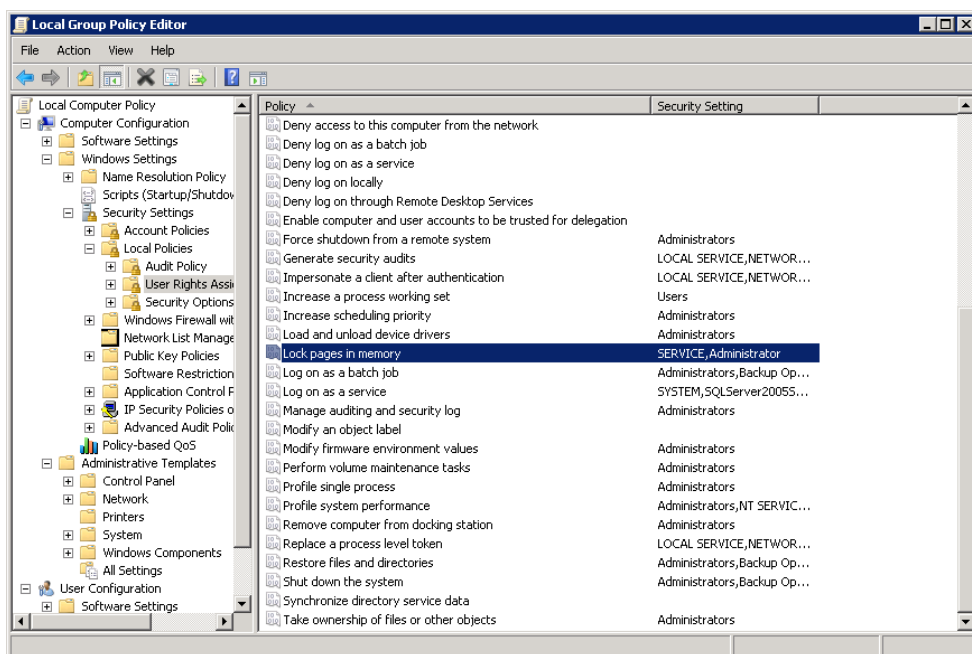 Local Group Policy Editor
File Action View Help
Local Computer Policy
Computer Configuration
Software Settings
Windows Settings
Name Resolution Policy
Scripts (Startup/Shutdov
Security Settings
Account Policies
Local Policies
Audit Policy
User Rights Assi
Security Options
Windows Firewall wit
Network List Manage
Public Key Policies
Software Restriction
Application Control F
IP Security Policies o
Advanced Audit Polic
Policy-based QoS
Administrative Templates
Control Panel
Network
Printers
System
Windows Components
All Settings
User Configuration
Software Settings
Policy Security Setting
Deny access to this computer from the network
Deny log on as a batch job
Deny log on as a service
Deny log on locally
Deny log on through Remote Desktop Services
Enable computer and user accounts to be trusted for delegation
Force shutdown from a remote system Administrators
Generate security audits LOCAL SERVICE,NETWOR...
Impersonate a client after authentication LOCAL SERVICE,NETWOR...
Increase a process working set Users
Increase scheduling priority Administrators
Load and unload device drivers Administrators
Lock pages in memory SERVICE,Administrator
Log on as a batch job Administrators,Backup Op...
Log on as a service SYSTEM,SQLServer2005S...
Manage auditing and security log Administrators
Modify an object label
Modify firmware environment values Administrators
Perform volume maintenance tasks Administrators
Profile single process Administrators
Profile system performance Administrators,NT SERVIC...
Remove computer from docking station Administrators
Replace a process level token LOCAL SERVICE,NETWOR...
Restore files and directories Administrators,Backup Op...
Shut down the system Administrators,Backup Op...
Synchronize directory service data
Take ownership of files or other objects Administrators